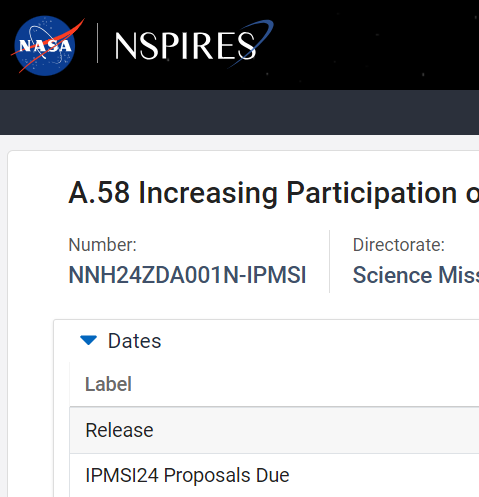 NASA NSPIRES
A.58 Increasing Participation o
Number: Directorate:
NNH24ZDA001N-IPMSI Science Miss
Dates
Label
Release
IPMSI24 Proposals Due